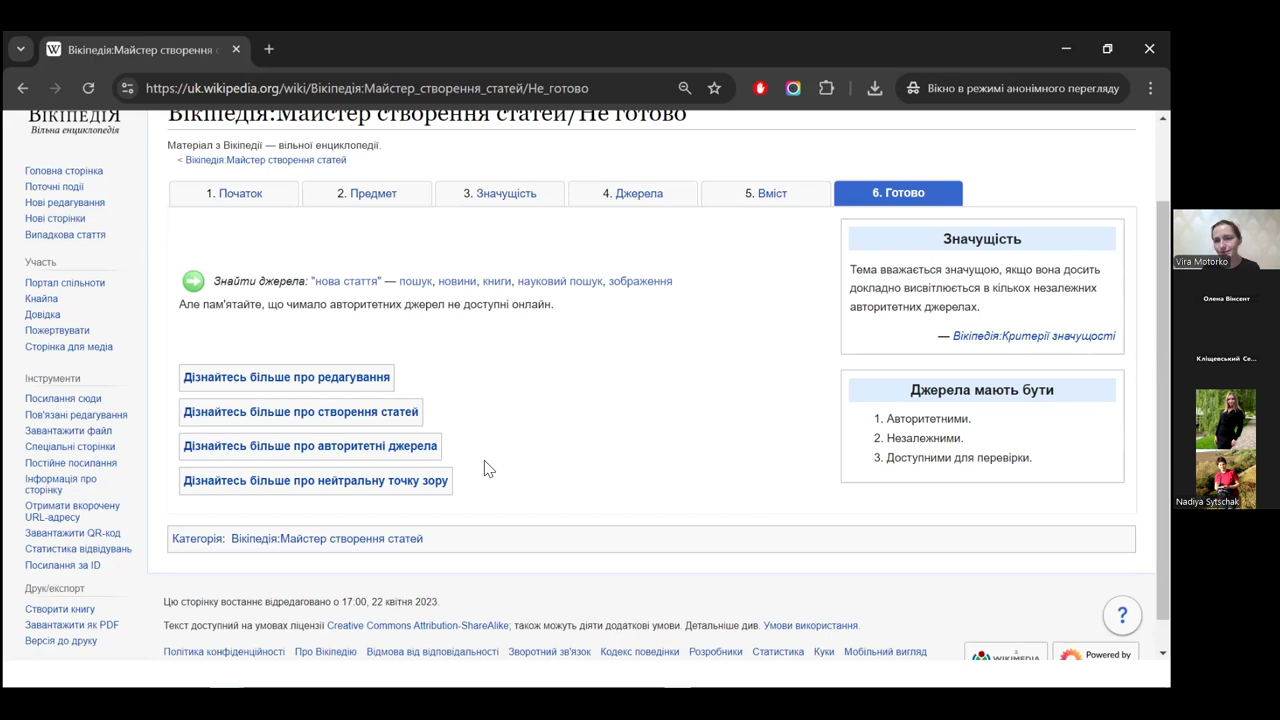 Вікіпедія:Майстер створення с
https://uk.wikipedia.org/wiki/Вікіпедія:Майстер_створення_статей/Не_готово
Вікно в режимі анонімного перегляду
ВІКІПЕДІЯ
Вільна енциклопедія
Головна сторінка
Поточні події
Нові редагування
Нові сторінки
Випадкова стаття
Участь
Портал спільноти
Кнайпа
Довідка
Пожертвувати
Сторінка для медіа
Інструменти
Посилання сюди
Пов'язані редагування
Завантажити файл
Спеціальні сторінки
Постійне посилання
Інформація про
сторінку
Отримати вкорочену
URL-адресу
Завантажити QR-код
Статистика відвідувань
Посилання за ID
Друк/експорт
Створити книгу
Завантажити як PDF
Версія до друку
Вікіпедія:Майстер створення статей/Не готово
Матеріал з Вікіпедії — вільної енциклопедії.
< Вікіпедія:Майстер створення статей
1. Початок
2. Предмет
3. Значущість
4. Джерела
5. Вміст
6. Готово
Знайти джерела: "нова стаття" — пошук, новини, книги, науковий пошук, зображення
Але пам'ятайте, що чимало авторитетних джерел не доступні онлайн.
Дізнайтесь більше про редагування
Дізнайтесь більше про створення статей
Дізнайтесь більше про авторитетні джерела
Дізнайтесь більше про нейтральну точку зору
Значущість
Тема вважається значущою, якщо вона досить
докладно висвітлюється в кількох незалежних
авторитетних джерелах.
— Вікіпедія:Критерії значущості
Джерела мають бути
1. Авторитетними.
2. Незалежними.
3. Доступними для перевірки.
Категорія: Вікіпедія:Майстер створення статей
Цю сторінку востаннє відредаговано о 17:00, 22 квітня 2023.
Текст доступний на умовах ліцензії Creative Commons Attribution-ShareAlike; також можуть діяти додаткові умови. Детальніше див. Умови використання.
Політика конфіденційності Про Вікіпедію Відмова від відповідальності Зворотний зв'язок Кодекс поведінки Розробники Статистика Куки Мобільний вигляд
WIKIMEDIA
Powered by
?
Vira Motorko
Олена Вінсент
Кліщевський Се...
Nadiya Sytschak